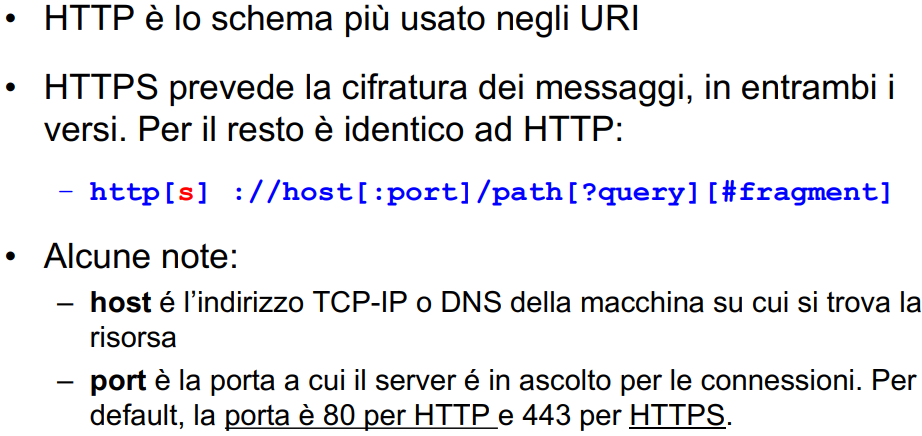 • HTTP è lo schema più usato negli URI
• HTTPS prevede la cifratura dei messaggi, in entrambi i
versi. Per il resto è identico ad HTTP:
– http[s] ://host[:port]/path[?query][#fragment]
• Alcune note:
– host é l’indirizzo TCP-IP o DNS della macchina su cui si trova la
risorsa
– port è la porta a cui il server é in ascolto per le connessioni. Per
default, la porta è 80 per HTTP e 443 per HTTPS.